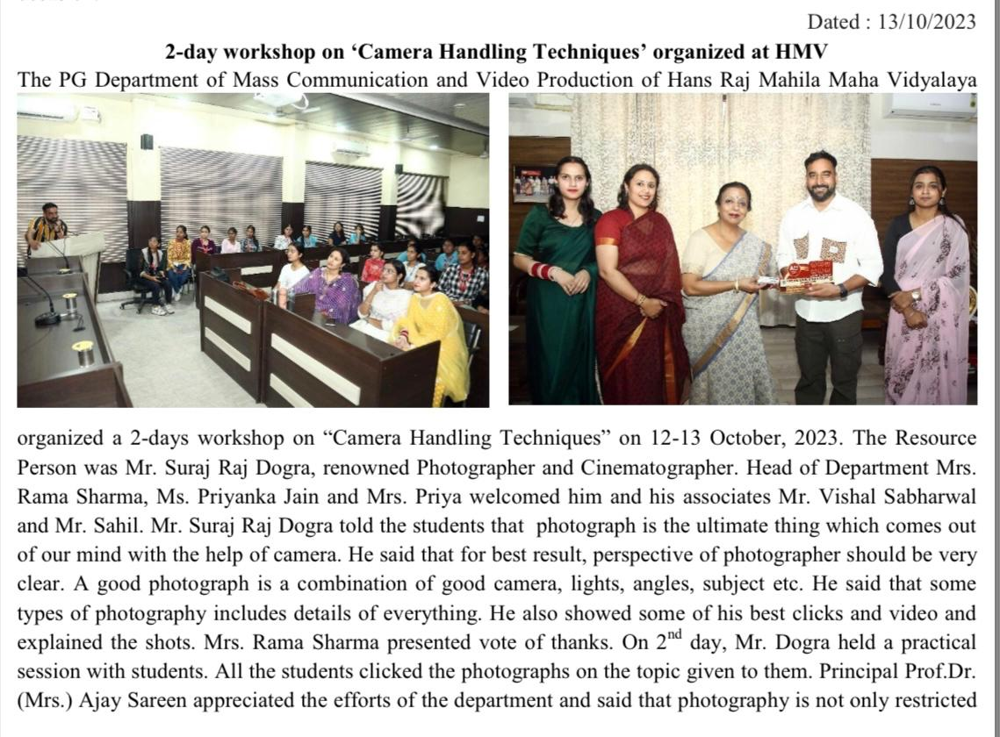 Dated : 13/10/2023
2-day workshop on ‘Camera Handling Techniques’ organized at HMV
The PG Department of Mass Communication and Video Production of Hans Raj Mahila Maha Vidyalaya
organized a 2-days workshop on “Camera Handling Techniques” on 12-13 October, 2023. The Resource
Person was Mr. Suraj Raj Dogra, renowned Photographer and Cinematographer. Head of Department Mrs.
Rama Sharma, Ms. Priyanka Jain and Mrs. Priya welcomed him and his associates Mr. Vishal Sabharwal
and Mr. Sahil. Mr. Suraj Raj Dogra told the students that photograph is the ultimate thing which comes out
of our mind with the help of camera. He said that for best result, perspective of photographer should be very
clear. A good photograph is a combination of good camera, lights, angles, subject etc. He said that some
types of photography includes details of everything. He also showed some of his best clicks and video and
explained the shots. Mrs. Rama Sharma presented vote of thanks. On 2nd day, Mr. Dogra held a practical
session with students. All the students clicked the photographs on the topic given to them. Principal Prof.Dr.
(Mrs.) Ajay Sareen appreciated the efforts of the department and said that photography is not only restricted